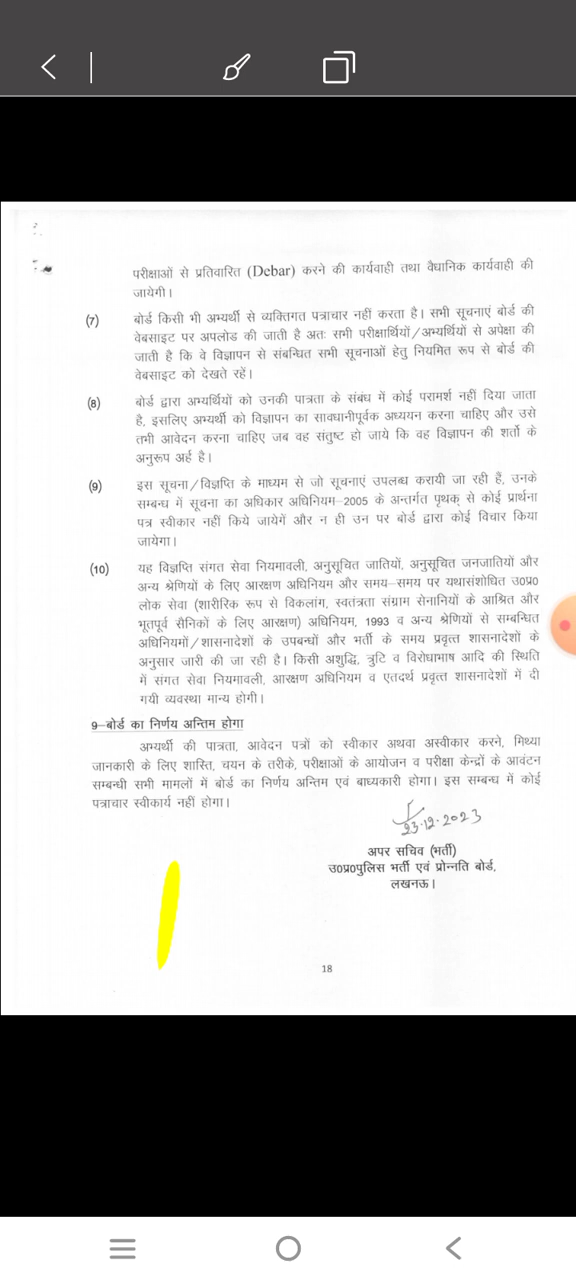 परीक्षाओं से प्रतिवारित (Debar) करने की कार्यवाही तथा वैधानिक कार्यवाही की
जायेगी।
(7) बोर्ड किसी भी अभ्यर्थी से व्यक्तिगत पत्राचार नहीं करता है। सभी सूचनाएं बोर्ड की
वेबसाइट पर अपलोड की जाती है अतः सभी परीक्षार्थियों/अभ्यर्थियों से अपेक्षा की
जाती है कि वे विज्ञापन से संबन्धित सभी सूचनाओं हेतु नियमित रूप से बोर्ड की
वेबसाइट को देखते रहें।
(8) बोर्ड द्वारा अभ्यर्थियों को उनकी पात्रता के संबंध में कोई परामर्श नहीं दिया जाता
है, इसलिए अभ्यर्थी को विज्ञापन का सावधानीपूर्वक अध्ययन करना चाहिए और उसे
तभी आवेदन करना चाहिए जब वह संतुष्ट हो जाये कि वह विज्ञापन की शर्तो के
अनुरूप अर्ह है।
(9) इस सूचना/विज्ञप्ति के माध्यम से जो सूचनाएं उपलब्ध करायी जा रही हैं, उनके
सम्बन्ध में सूचना का अधिकार अधिनियम-2005 के अन्तर्गत पृथक् से कोई प्रार्थना
पत्र स्वीकार नहीं किये जायेगें और न ही उन पर बोर्ड द्वारा कोई विचार किया
जायेगा।
(10) यह विज्ञप्ति संगत सेवा नियमावली, अनुसूचित जातियों, अनुसूचित जनजातियों और
अन्य श्रेणियों के लिए आरक्षण अधिनियम और समय-समय पर यथासंशोधित उ०प्र०
लोक सेवा (शारीरिक रूप से विकलांग, स्वतंत्रता संग्राम सेनानियों के आश्रित और
भूतपूर्व सैनिकों के लिए आरक्षण) अधिनियम, 1993 व अन्य श्रेणियों से सम्बन्धित
अधिनियमों/शासनादेशों के उपबन्धों और भर्ती के समय प्रवृत्त शासनादेशों के
अनुसार जारी की जा रही है। किसी अशुद्धि, त्रुटि व विरोधाभाष आदि की स्थिति
में संगत सेवा नियमावली, आरक्षण अधिनियम व एतदर्थ प्रवृत्त शासनादेशों में दी
गयी व्यवस्था मान्य होगी।
9-बोर्ड का निर्णय अन्तिम होगा
अभ्यर्थी की पात्रता, आवेदन पत्रों को स्वीकार अथवा अस्वीकार करने, मिथ्या
जानकारी के लिए शास्ति, चयन के तरीके, परीक्षाओं के आयोजन व परीक्षा केन्द्रों के आवंटन
सम्बन्धी सभी मामलों में बोर्ड का निर्णय अन्तिम एवं बाध्यकारी होगा। इस सम्बन्ध में कोई
पत्राचार स्वीकार्य नहीं होगा।
23.12.2023
अपर सचिव (भर्ती)
उ०प्र०पुलिस भर्ती एवं प्रोन्नति बोर्ड,
लखनऊ।
18